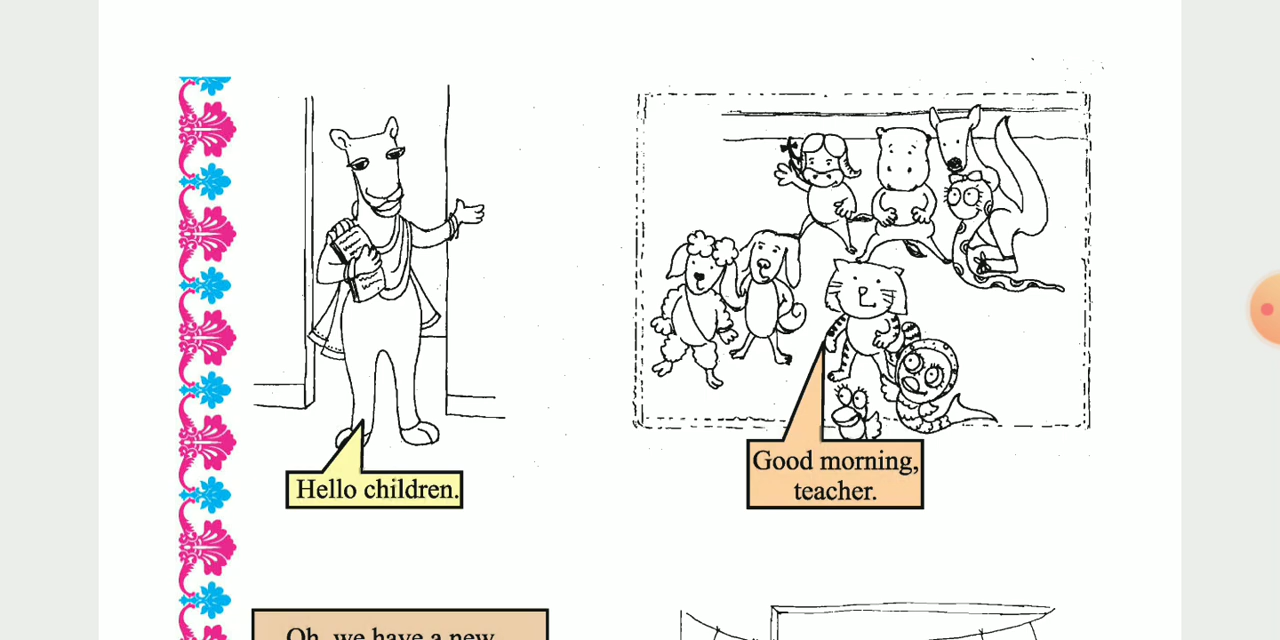 Hello children.
Good morning,
teacher.
Oh, we have a new